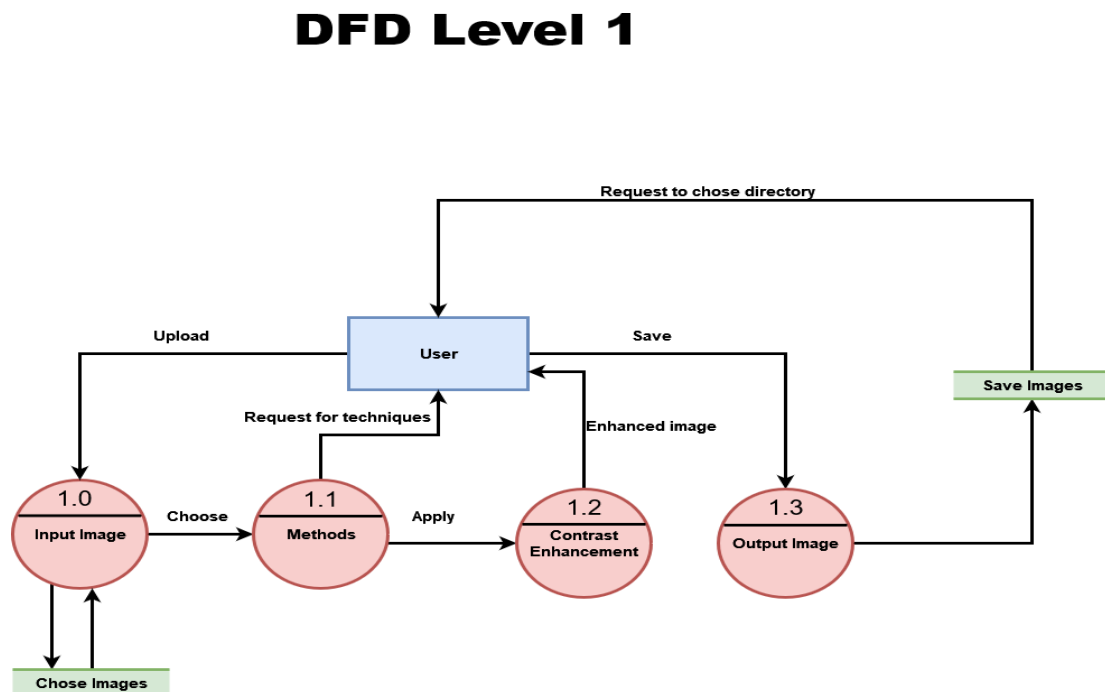 DFD Level 1
Request to chose directory
Upload
User
Save
Save Images
Request for techniques
Enhanced image
1.0
Input Image
Choose
1.1
Methods
Apply
1.2
Contrast
Enhancement
1.3
Output Image
Chose Images